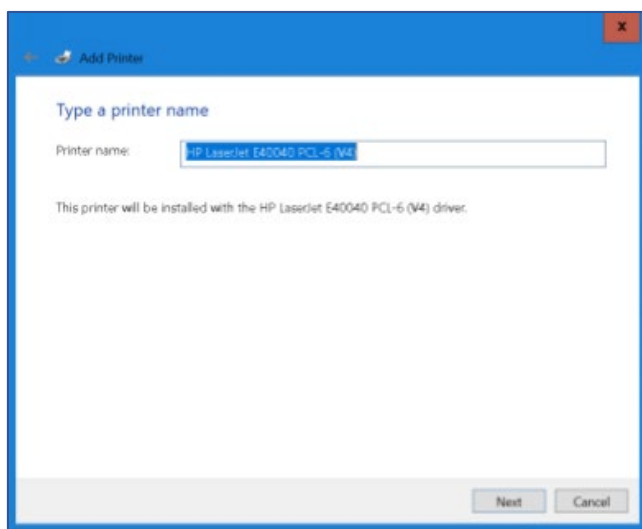 x
Add Printer
Type a printer name
Printer name: HP LaserJet E40040 PCL-6 (V4)
This printer will be installed with the HP LaserJet E40040 PCL-6 (V4) driver.
Next Cancel